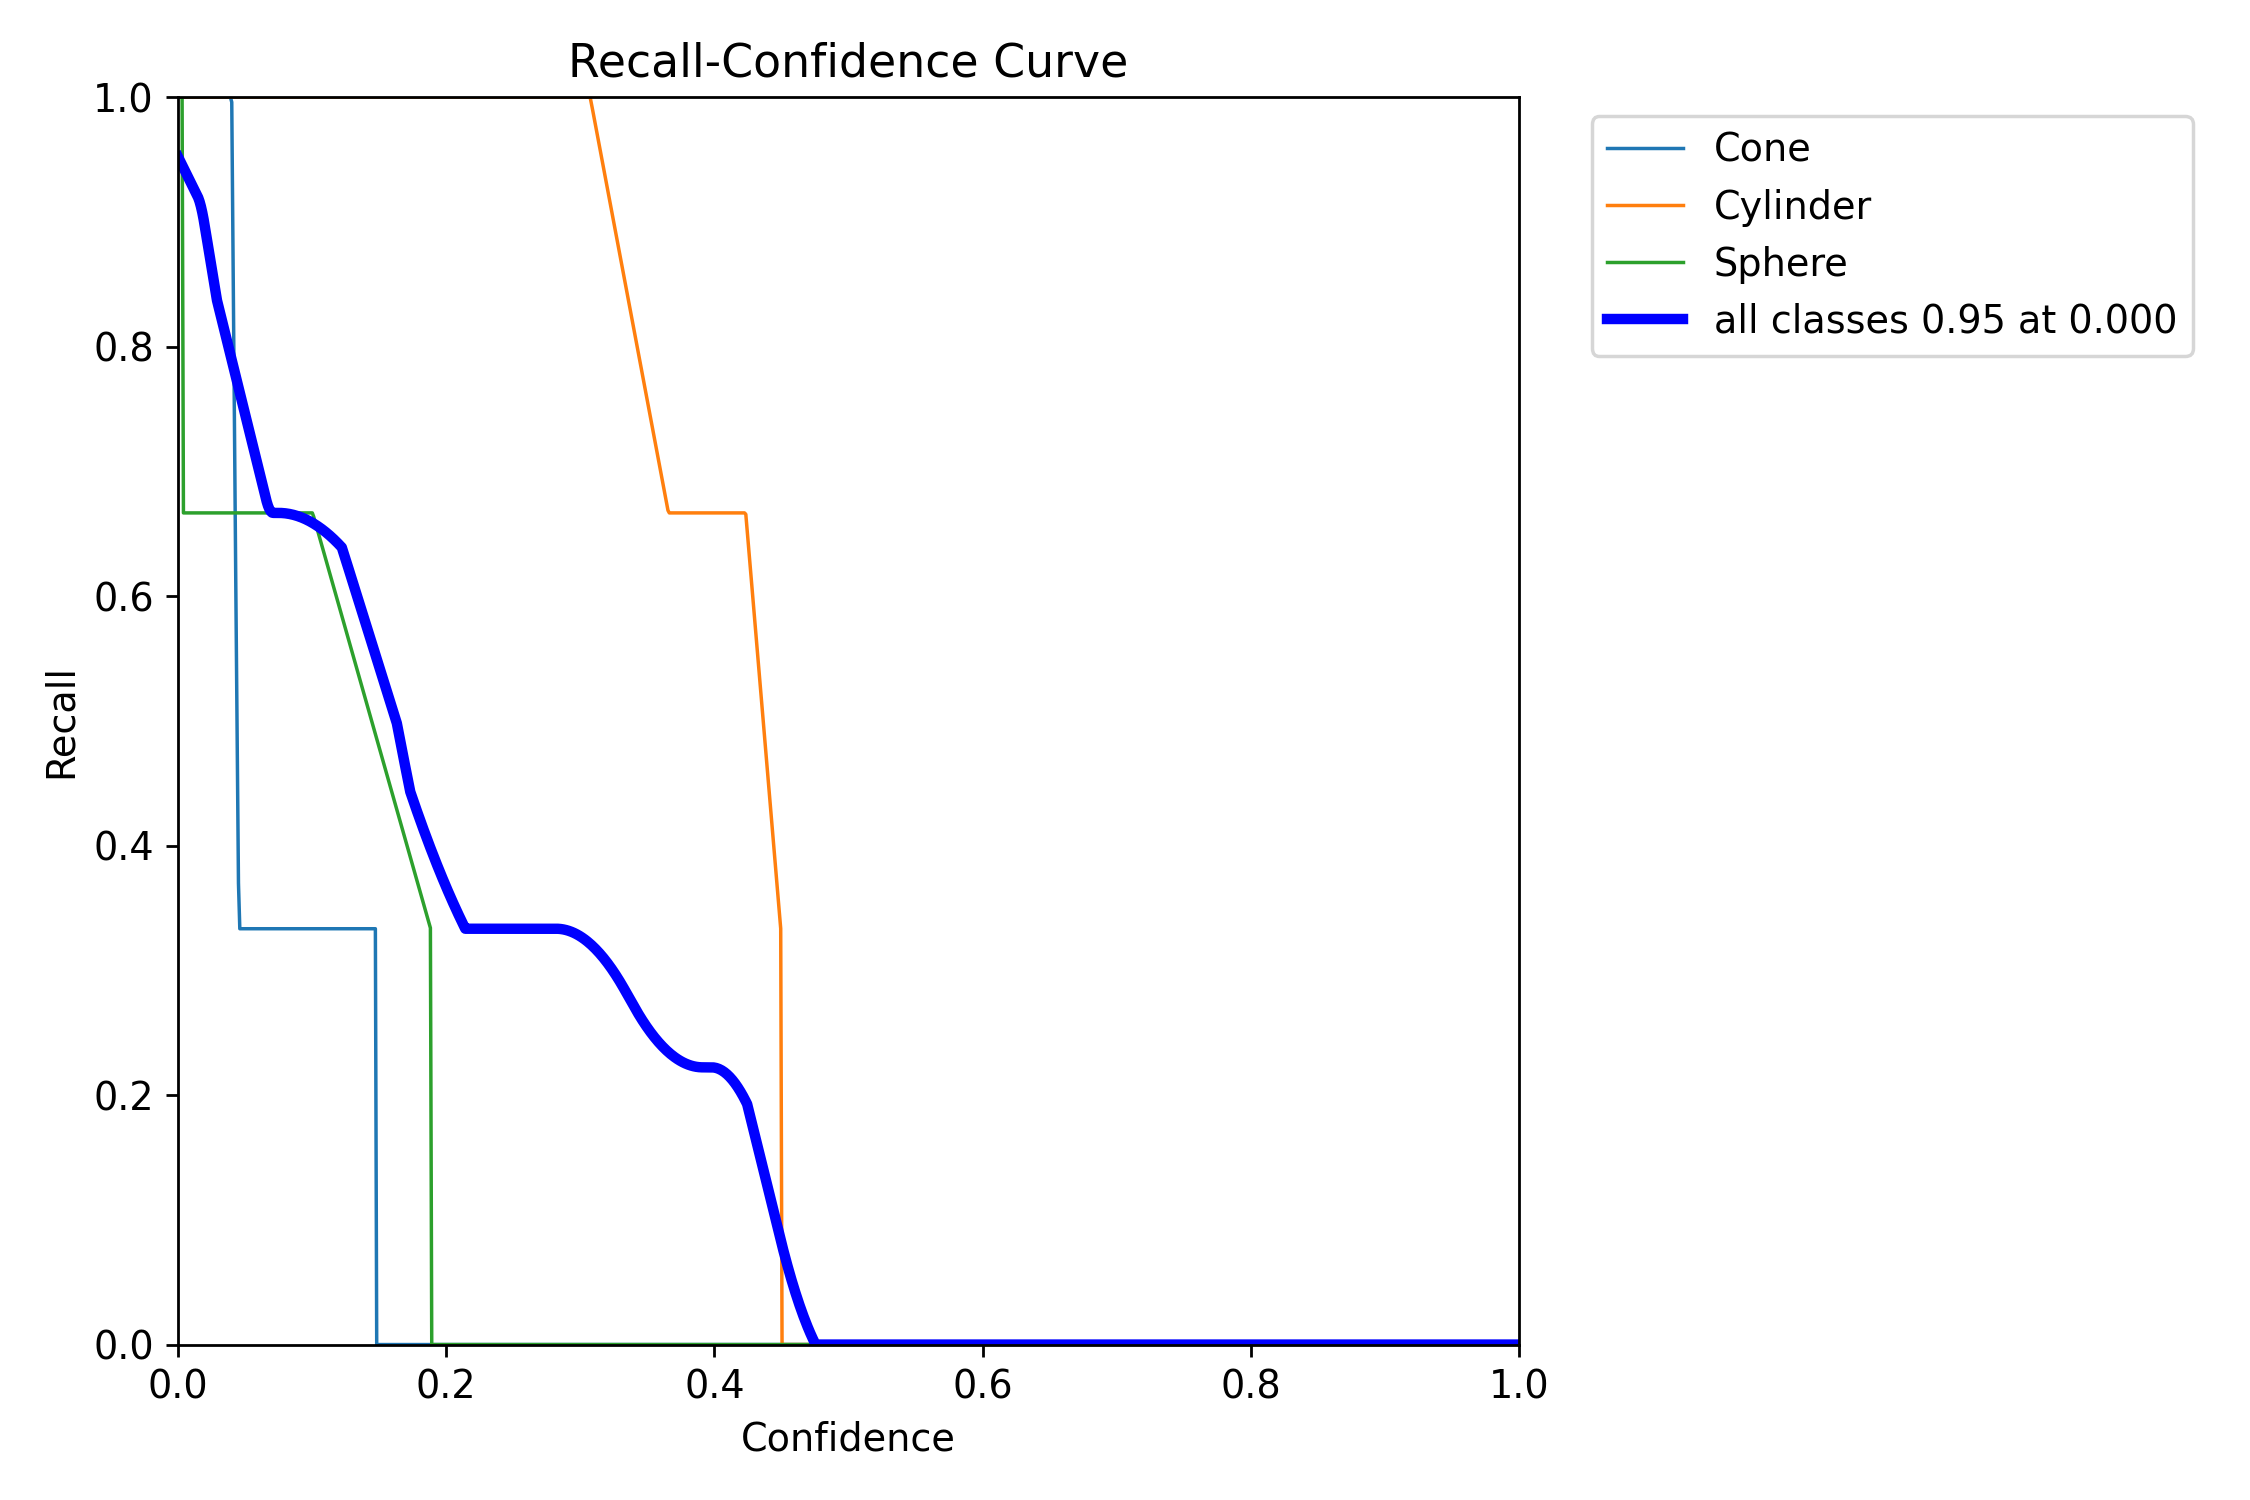 Recall-Confidence Curve
1.0
0.8
0.6
0.4
0.2
0.0
Recall
0.0 0.2 0.4 0.6 0.8 1.0
Confidence
Cone
Cylinder
Sphere
all classes 0.95 at 0.000